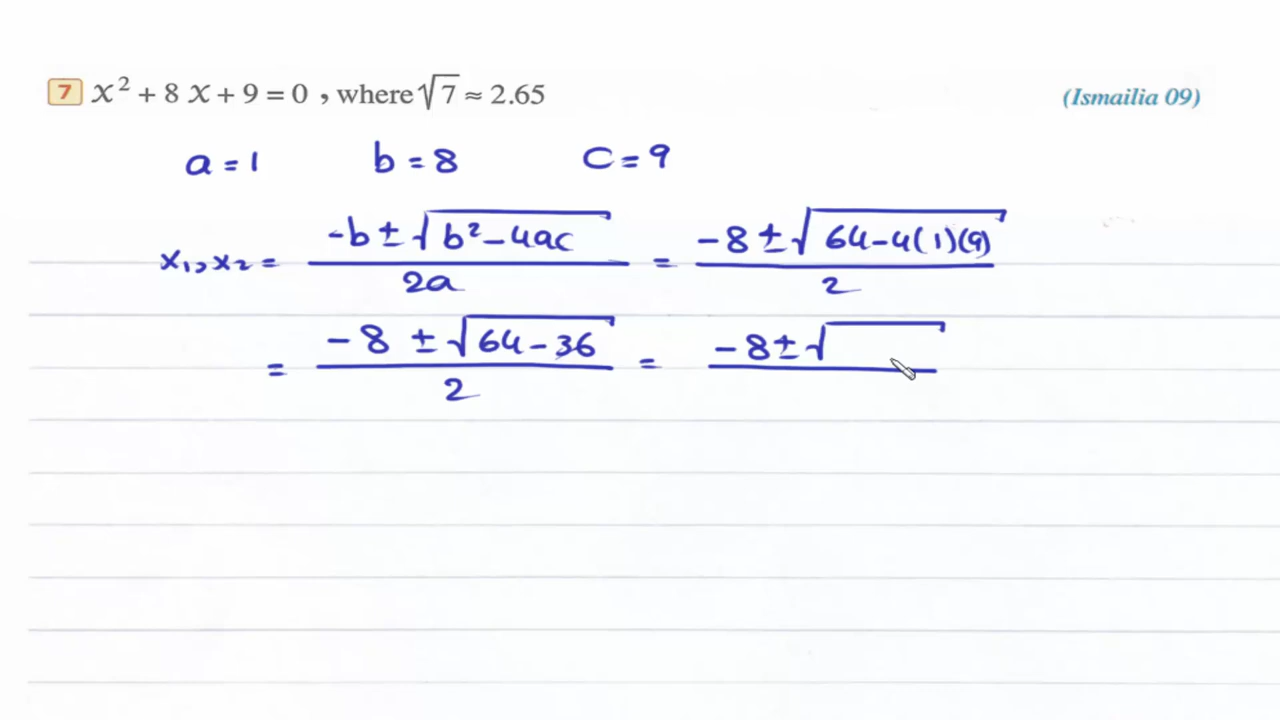 7 x² + 8 x + 9 = 0 , where √7 ≈ 2.65 (Ismailia 09)
a = 1 b = 8 c = 9
x₁, x₂ = (-b ± √(b² - 4ac)) / 2a = (-8 ± √(64 - 4(1)(9))) / 2
= (-8 ± √(64 - 36)) / 2 = -8 ± √